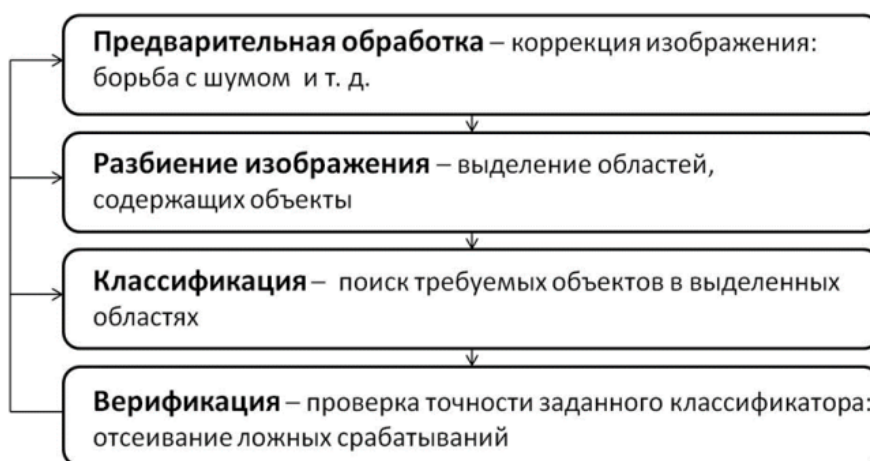 Предварительная обработка – коррекция изображения:
борьба с шумом и т. д.
Разбиение изображения – выделение областей,
содержащих объекты
Классификация – поиск требуемых объектов в выделенных
областях
Верификация – проверка точности заданного классификатора:
отсеивание ложных срабатываний